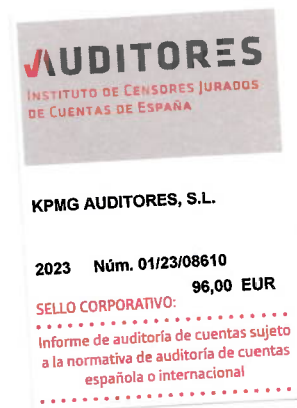 AUDITORES
INSTITUTO DE CENSORES JURADOS
DE CUENTAS DE ESPAÑA
KPMG AUDITORES, S.L.
2023 Núm. 01/23/08610
96,00 EUR
SELLO CORPORATIVO:
Informe de auditoría de cuentas sujeto
a la normativa de auditoría de cuentas
española o internacional